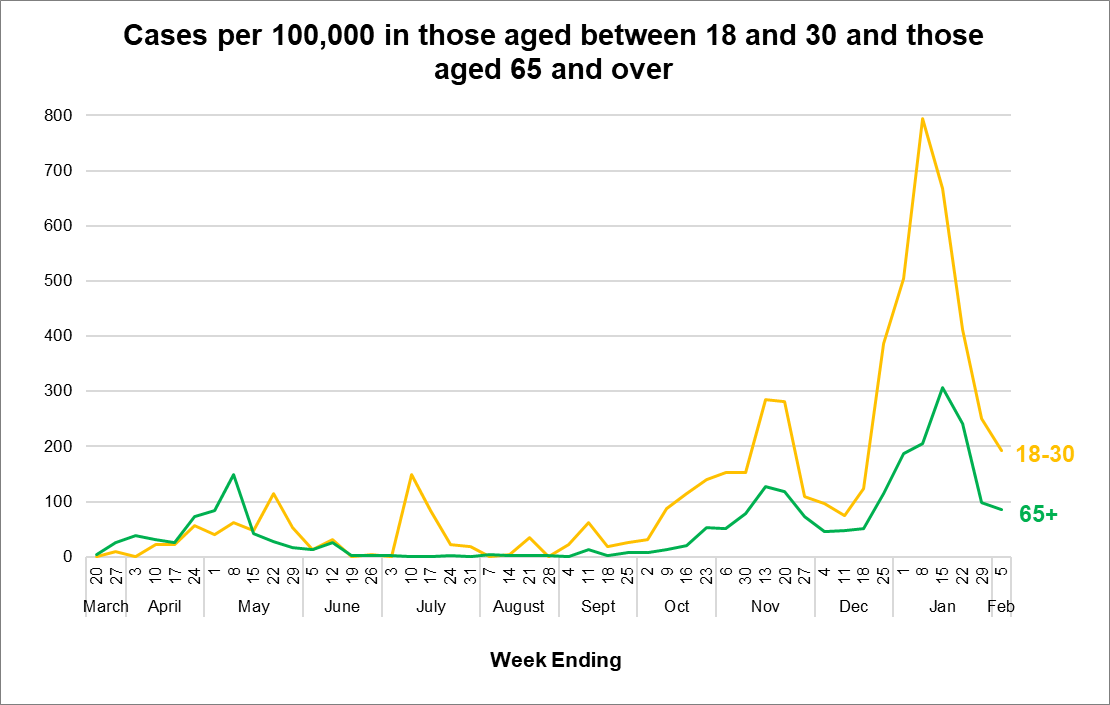 Cases per 100,000 in those aged between 18 and 30 and those
aged 65 and over
800
700
600
500
400
300
200
100
0
18-30
65+
20 27 3 10 17 24 1 8 15 22 29 5 12 19 26 3 10 17 24 31 7 14 21 28 4 11 18 25 2 9 16 23 6 30 13 20 27 4 11 18 25 1 8 15 22 29 5
March April May June July August Sept Oct Nov Dec Jan Feb
Week Ending